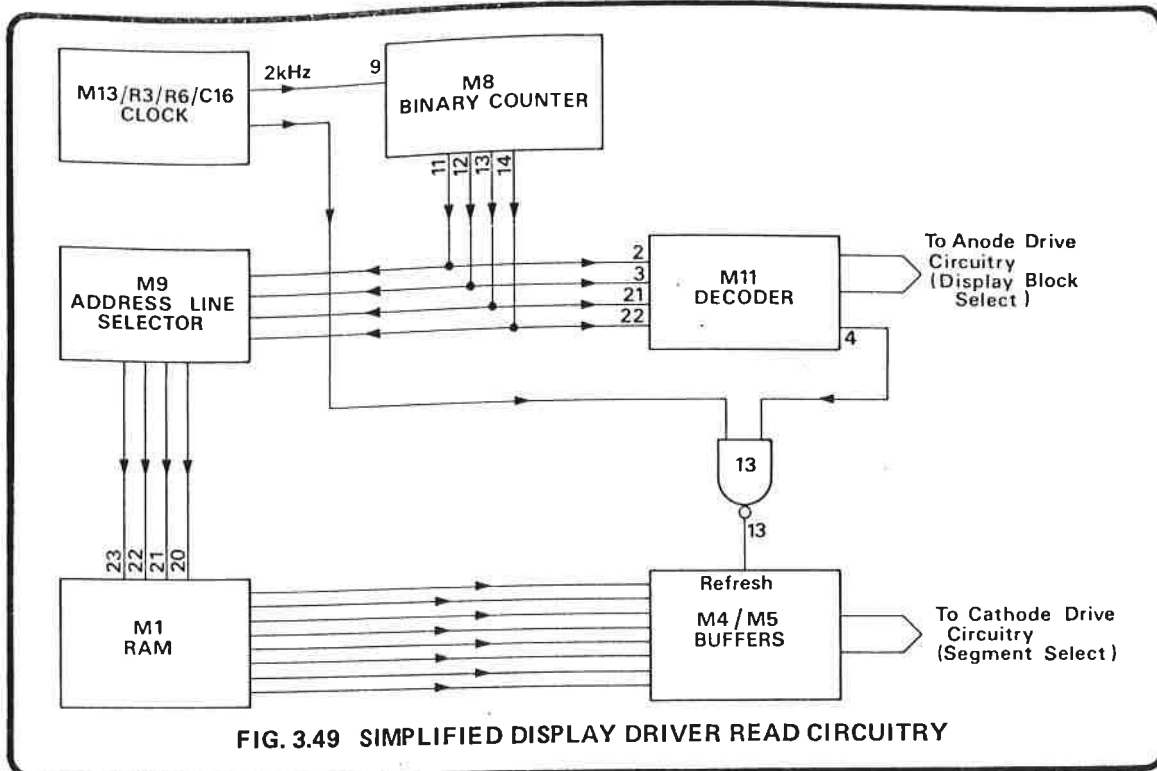 M13/R3/R6/C16
CLOCK
2kHz
9
M8
BINARY COUNTER
11
12
13
14
M9
ADDRESS LINE
SELECTOR
2
3
21
22
M11
DECODER
4
To Anode Drive
Circuitry
(Display Block
Select)
13
13
23
22
21
20
M1
RAM
Refresh
M4/M5
BUFFERS
To Cathode Drive
Circuitry
(Segment Select)
FIG. 3.49 SIMPLIFIED DISPLAY DRIVER READ CIRCUITRY